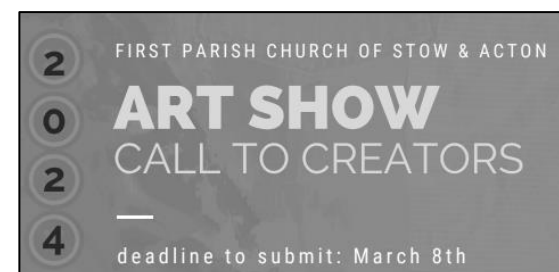 2
0
2
4
FIRST PARISH CHURCH OF STOW & ACTON
ART SHOW
CALL TO CREATORS
deadline to submit: March 8th